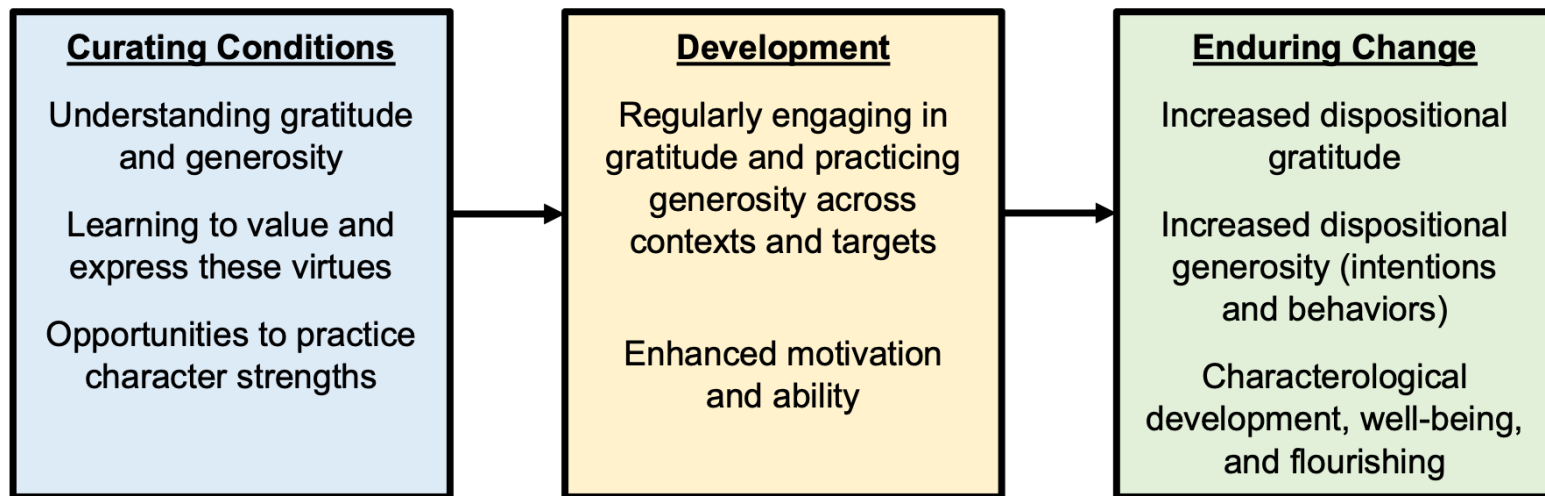 Curating Conditions
Understanding gratitude
and generosity
Learning to value and
express these virtues
Opportunities to practice
character strengths
Development
Regularly engaging in
gratitude and practicing
generosity across
contexts and targets
Enhanced motivation
and ability
Enduring Change
Increased dispositional
gratitude
Increased dispositional
generosity (intentions
and behaviors)
Characterological
development, well-being,
and flourishing